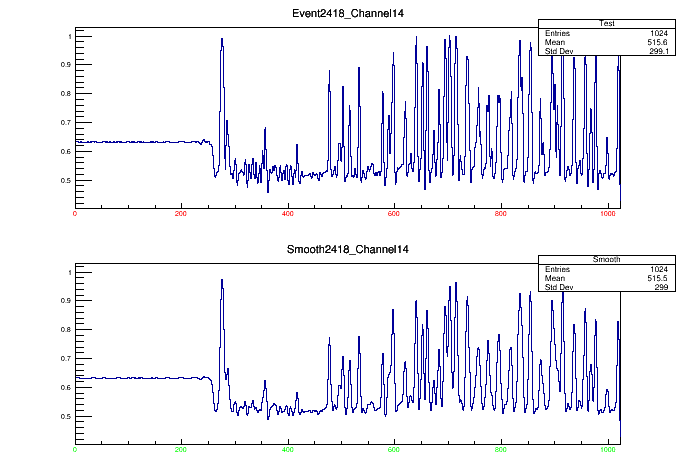 Event2418_Channel14
Test
Entries 1024
Mean 515.6
Std Dev 299.1
1
0.9
0.8
0.7
0.6
0.5
0 200 400 600 800 1000
Smooth2418_Channel14
Smooth
Entries 1024
Mean 515.5
Std Dev 299
1
0.9
0.8
0.7
0.6
0.5
0 200 400 600 800 1000